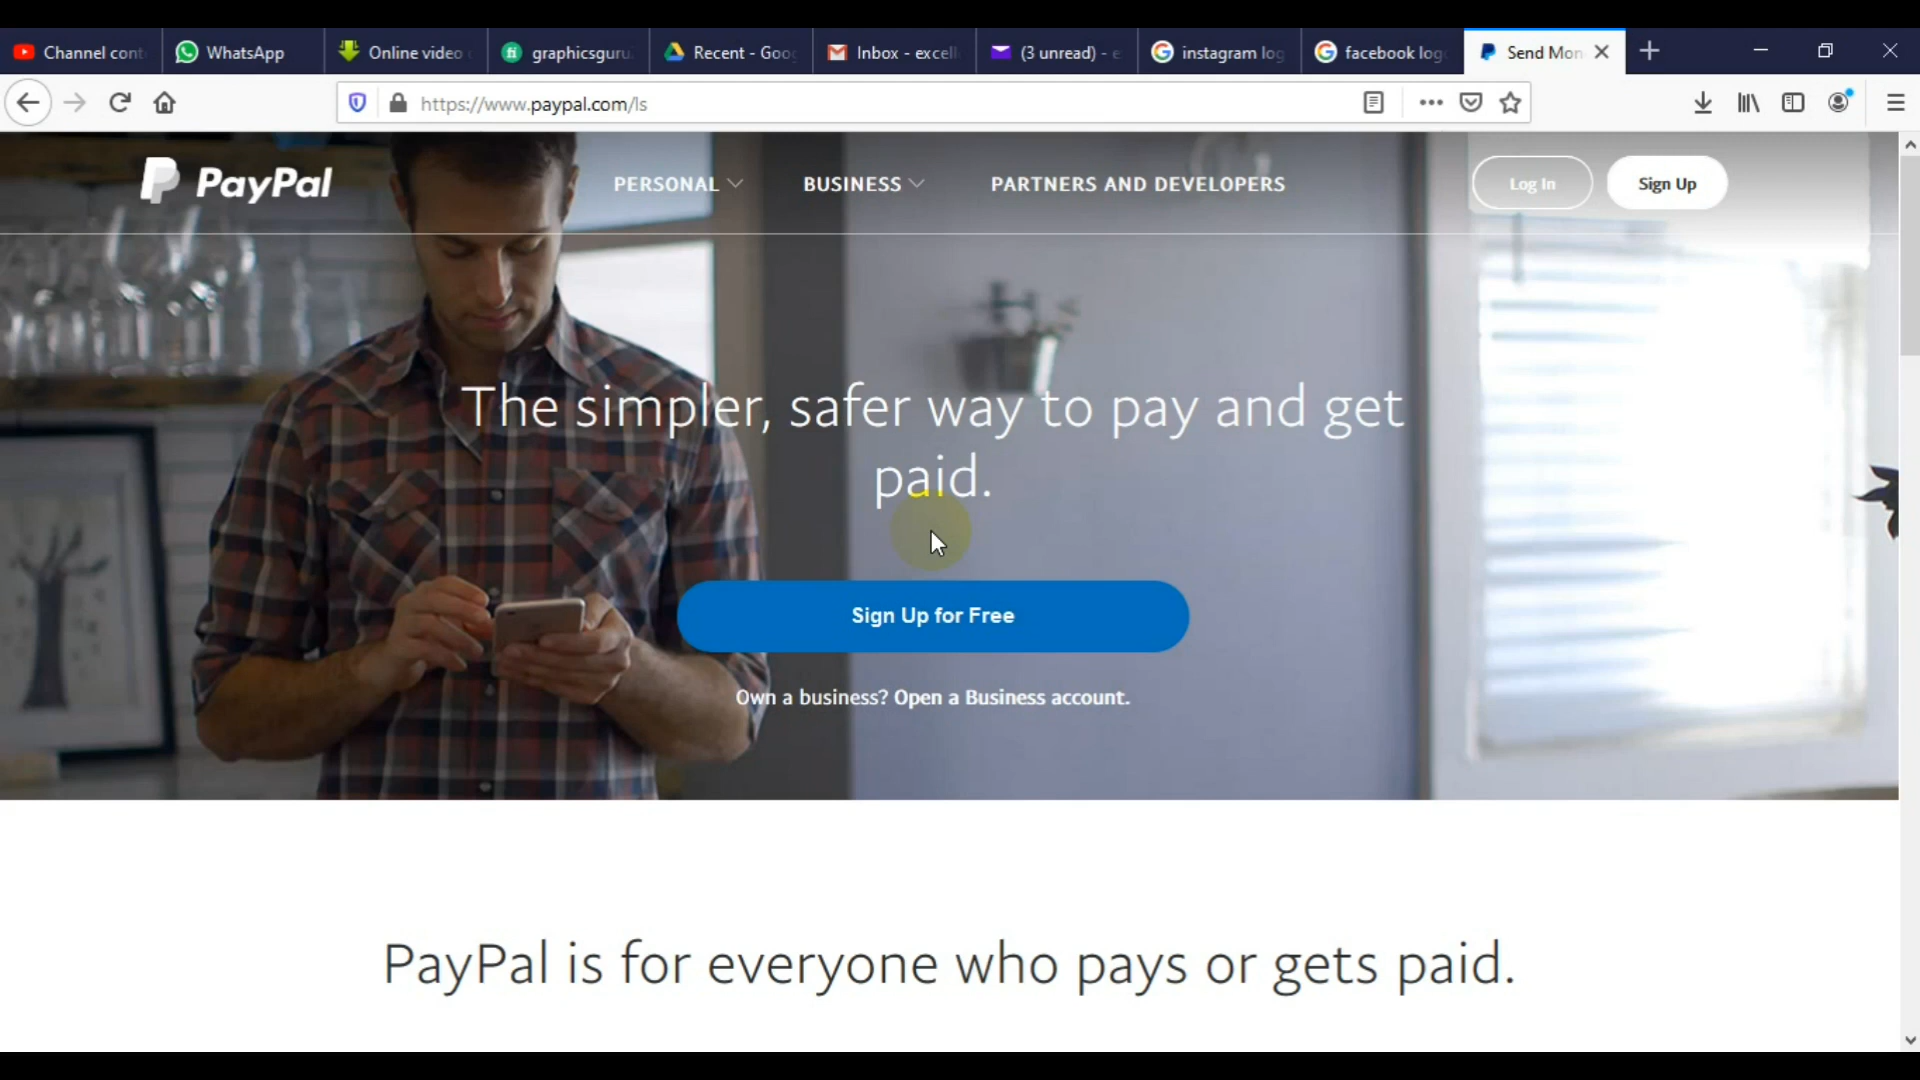 Channel cont
WhatsApp
Online video
graphicsguru
Recent - Goo
Inbox - excell
(3 unread) - e
instagram log
facebook logo
Send Mon
https://www.paypal.com/ls
PayPal
PERSONAL
BUSINESS
PARTNERS AND DEVELOPERS
Log In
Sign Up
The simpler, safer way to pay and get
paid.
Sign Up for Free
Own a business? Open a Business account.
PayPal is for everyone who pays or gets paid.